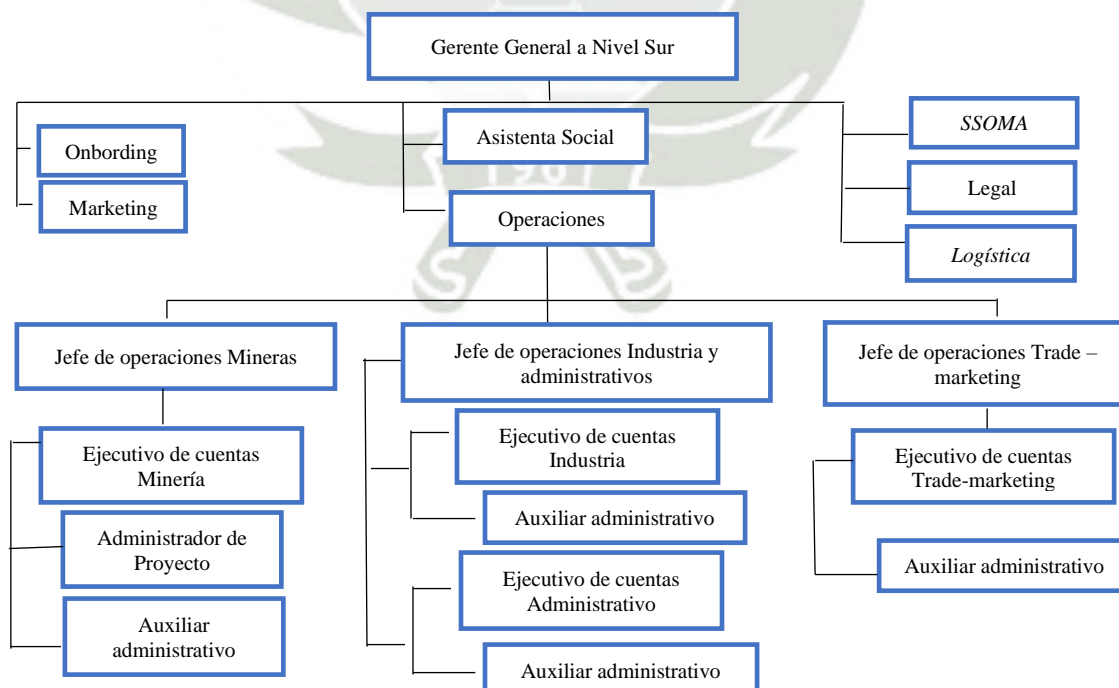 Gerente General a Nivel Sur
Onbording
Marketing
Asistenta Social
Operaciones
SSOMA
Legal
Logística
Jefe de operaciones Mineras
Ejecutivo de cuentas
Minería
Administrador de
Proyecto
Auxiliar
administrativo
Jefe de operaciones Industria y
administrativos
Ejecutivo de cuentas
Industria
Auxiliar administrativo
Ejecutivo de cuentas
Administrativo
Auxiliar administrativo
Jefe de operaciones Trade –
marketing
Ejecutivo de cuentas
Trade-marketing
Auxiliar administrativo